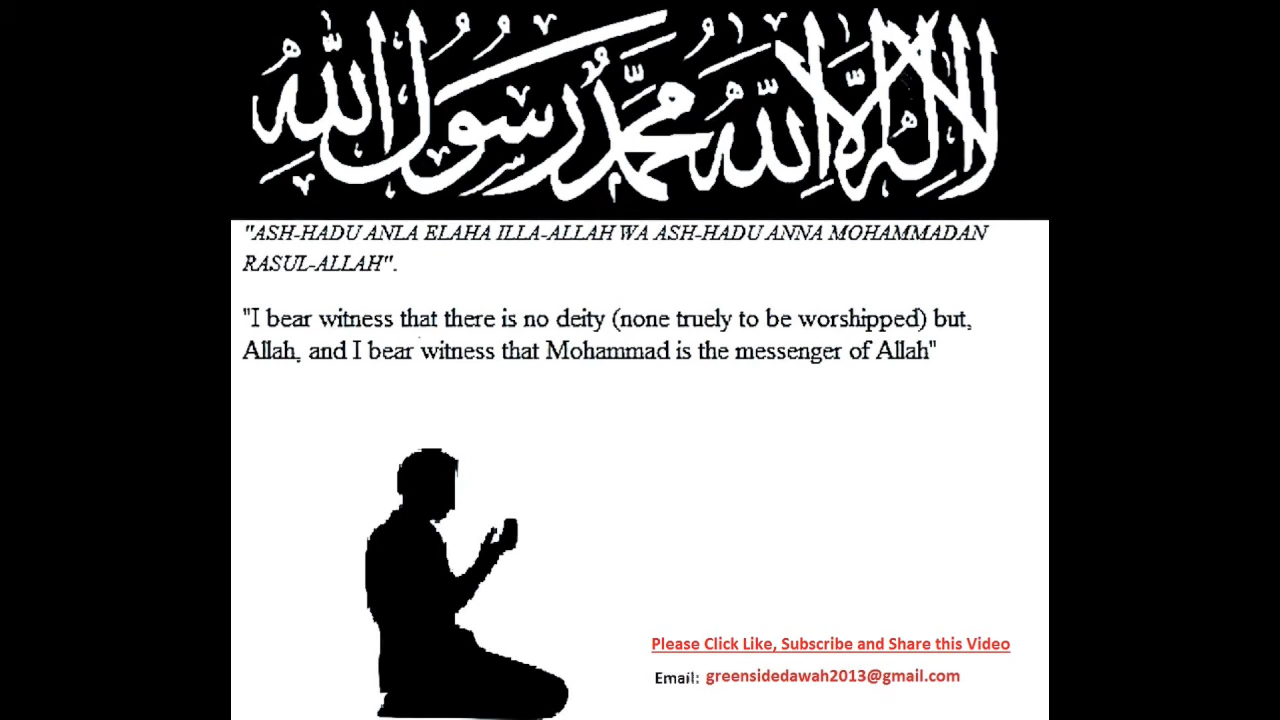 لا إله إلا الله محمد رسول الله
"ASH-HADU ANLA ELAHA ILLA-ALLAH WA ASH-HADU ANNA MOHAMMADAN
RASUL-ALLAH".
"I bear witness that there is no deity (none truely to be worshipped) but,
Allah, and I bear witness that Mohammad is the messenger of Allah"
Please Click Like, Subscribe and Share this Video
Email: greensidedawah2013@gmail.com